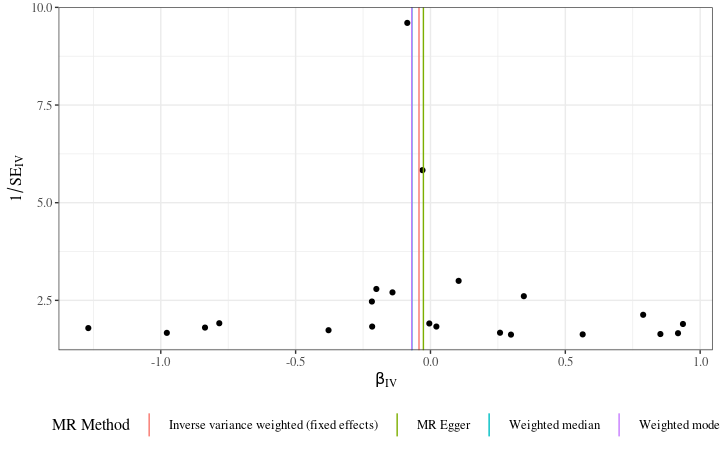 10.0
7.5
5.0
2.5
1/SE_IV
-1.0 -0.5 0.0 0.5 1.0
β_IV
MR Method Inverse variance weighted (fixed effects) MR Egger Weighted median Weighted mode